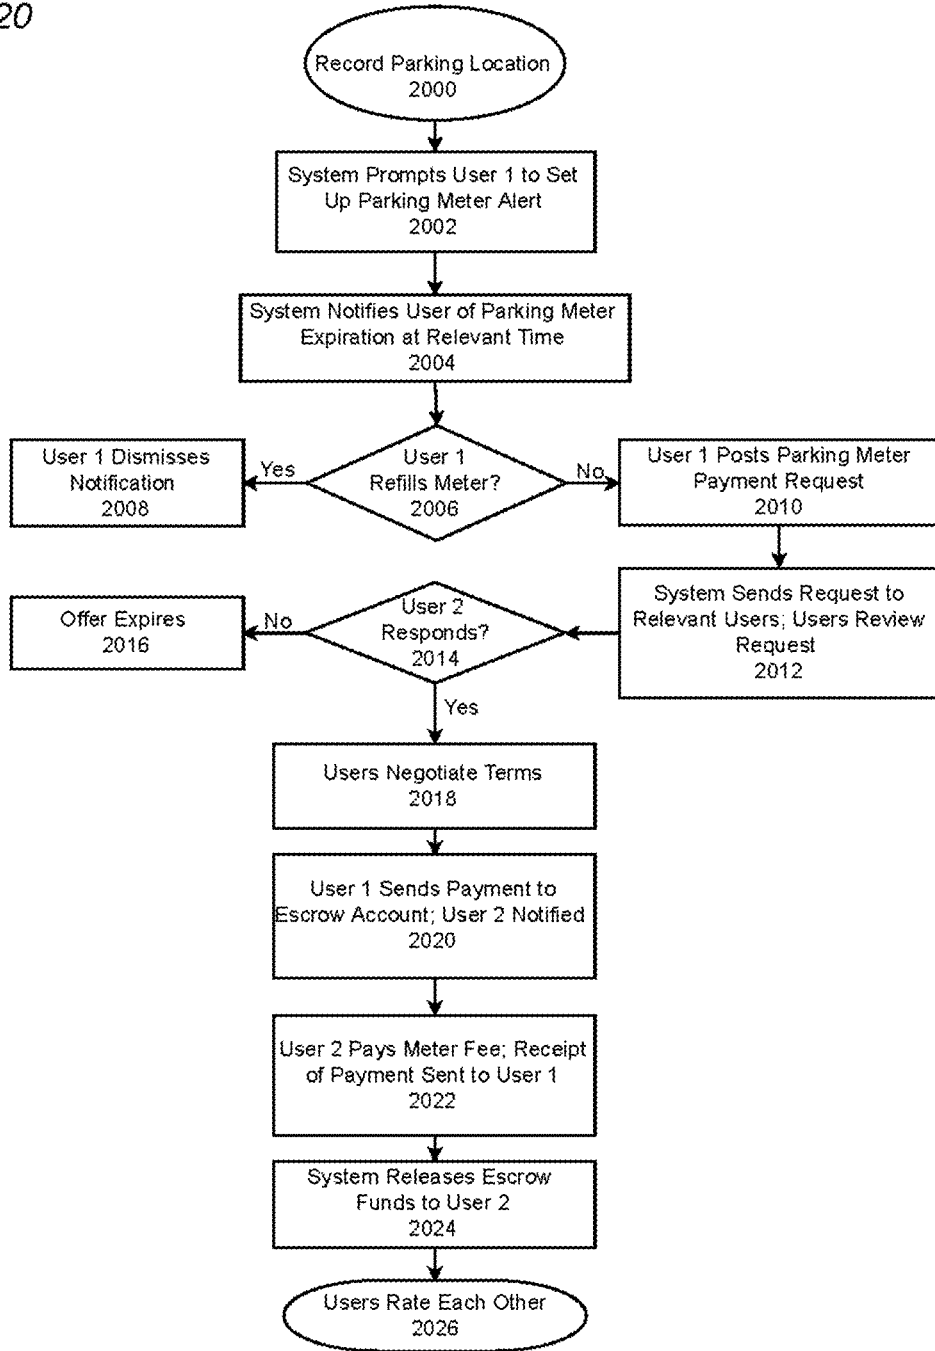 20
Record Parking Location
2000
System Prompts User 1 to Set
Up Parking Meter Alert
2002
System Notifies User of Parking Meter
Expiration at Relevant Time
2004
User 1 Dismisses
Notification
2008
Yes
User 1
Refills Meter?
2006
No
User 1 Posts Parking Meter
Payment Request
2010
Offer Expires
2016
No
User 2
Responds?
2014
System Sends Request to
Relevant Users; Users Review
Request
2012
Yes
Users Negotiate Terms
2018
User 1 Sends Payment to
Escrow Account; User 2 Notified
2020
User 2 Pays Meter Fee; Receipt
of Payment Sent to User 1
2022
System Releases Escrow
Funds to User 2
2024
Users Rate Each Other
2026